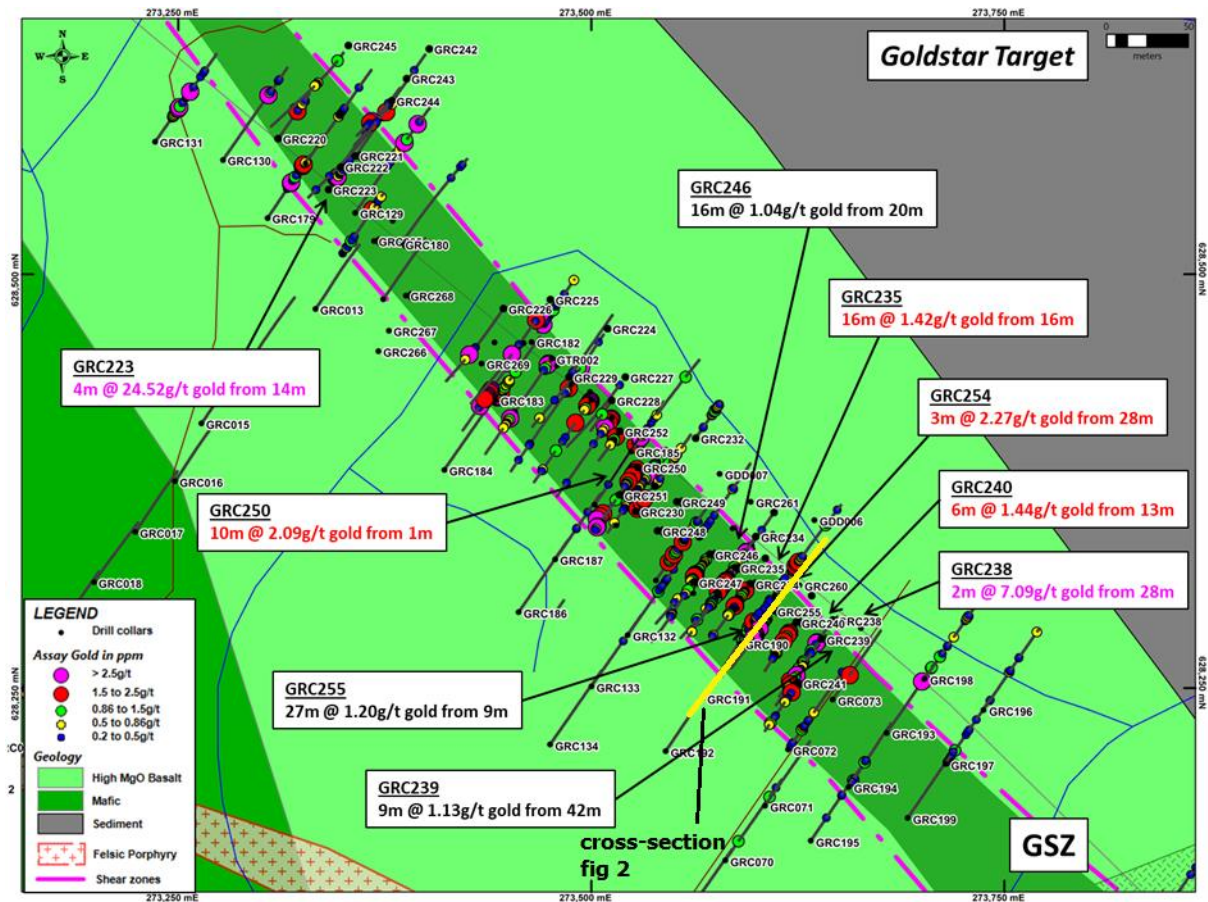 273,250 mE
273,500 mE
273,750 mE
N
W
E
S
Goldstar Target
0
50
meters
GRC245
GRC242
GRC243
GRC244
GRC131
GRC130
GRC220
GRC221
GRC222
GRC223
GRC179
GRC129
GRC180
GRC246
16m @ 1.04g/t gold from 20m
628,500 mN
628,500 mN
GRC013
GRC268
GRC267
GRC266
GRC225
GRC226
GRC224
GRC182
GRC269
GTR002
GRC229
GRC227
GRC183
GRC228
GRC235
16m @ 1.42g/t gold from 16m
GRC223
4m @ 24.52g/t gold from 14m
GRC254
3m @ 2.27g/t gold from 28m
GRC015
GRC252
GRC232
GRC185
GRC184
GRC250
GDD007
GRC016
GRC251
GRC249
GRC261
GRC230
GDD006
GRC240
6m @ 1.44g/t gold from 13m
GRC250
10m @ 2.09g/t gold from 1m
GRC017
GRC248
GRC234
GRC187
GRC246
GRC235
GRC018
GRC247
GRC260
GRC238
2m @ 7.09g/t gold from 28m
GRC186
GRC255
GRC240
RC238
GRC132
GRC190
GRC239
LEGEND
Drill collars
Assay Gold in ppm
> 2.5g/t
1.5 to 2.5g/t
0.86 to 1.5g/t
0.5 to 0.86g/t
0.2 to 0.5g/t
Geology
High MgO Basalt
Mafic
Sediment
Felsic Porphyry
Shear zones
GRC255
27m @ 1.20g/t gold from 9m
GRC133
GRC191
GRC241
GRC073
GRC198
628,250 mN
628,250 mN
GRC196
GRC134
GRC192
GRC072
GRC193
GRC197
GRC239
9m @ 1.13g/t gold from 42m
GRC194
GRC071
GRC199
GRC195
cross-section
fig 2
GRC070
GSZ
2
273,250 mE
273,500 mE
273,750 mE